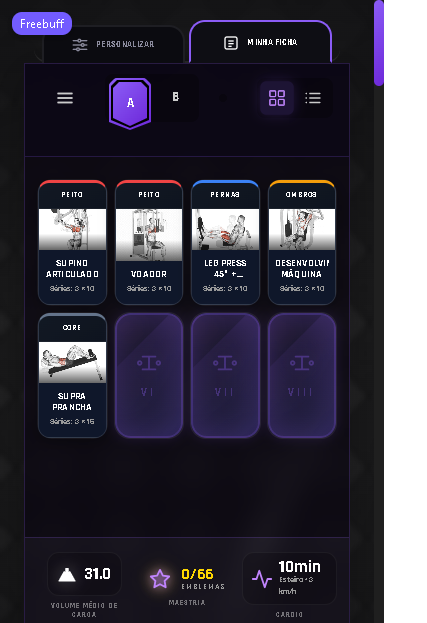 Freebuff
PERSONALIZAR
MINHA FICHA
A
B
PEITO
PEITO
PERNAS
OMBROS
SUPINO
ARTICULADO
Séries: 3 x 10
VOADOR
Séries: 3 x 10
LEG PRESS
45° +...
Séries: 3 x 10
DESENVOLVIM
MÁQUINA
Séries: 3 x 10
CORE
SUPRA
PRANCHA
Séries: 3 x 15
VI
VII
VIII
31.0
VOLUME MÉDIO DE
CARGA
0/66
EMBLEMAS
MAESTRIA
10min
Esteira • 3
km/h
CARDIO